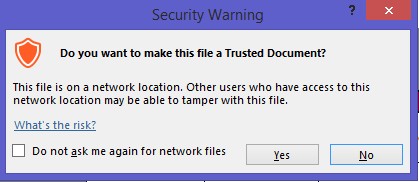 Security Warning
?
Do you want to make this file a Trusted Document?
This file is on a network location. Other users who have access to this
network location may be able to tamper with this file.
What's the risk?
Do not ask me again for network files
Yes
No